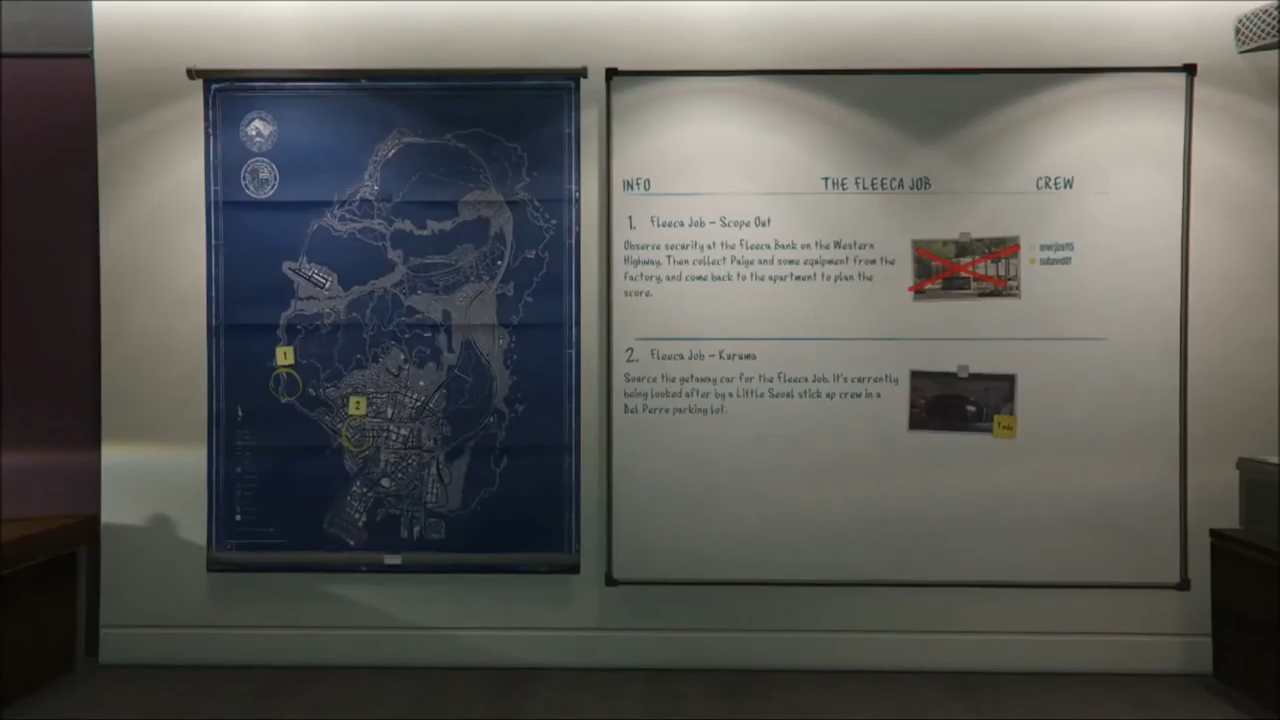 INFO THE FLEECA JOB CREW
1. Fleeca Job – Scope Out
Observe security at the Fleeca Bank on the Western
Highway. Then collect Paige and some equipment from the
factory, and come back to the apartment to plan the
score.
2. Fleeca Job – Kuruma
Source the getaway car for the Fleeca Job. It's currently
being looked after by a Little Seoul stick up crew in a
Del Perro parking lot.
1
2